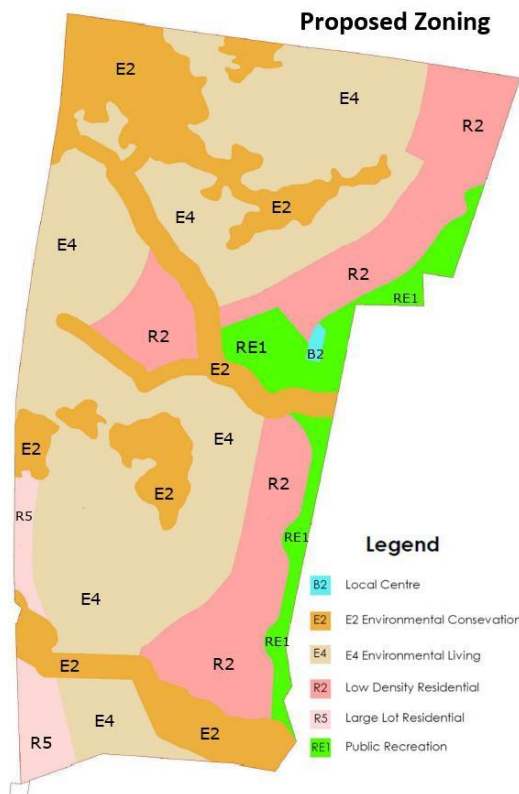 Proposed Zoning
E2
E4
R2
E4
E2
E4
R2
R2
RE1
RE1
B2
E2
E4
E2
R2
E2
R5
RE1
E4
RE1
E2
R2
E4
E2
R5
Legend
B2 Local Centre
E2 E2 Environmental Consevation
E4 E4 Environmental Living
R2 Low Density Residential
R5 Large Lot Residential
RE1 Public Recreation